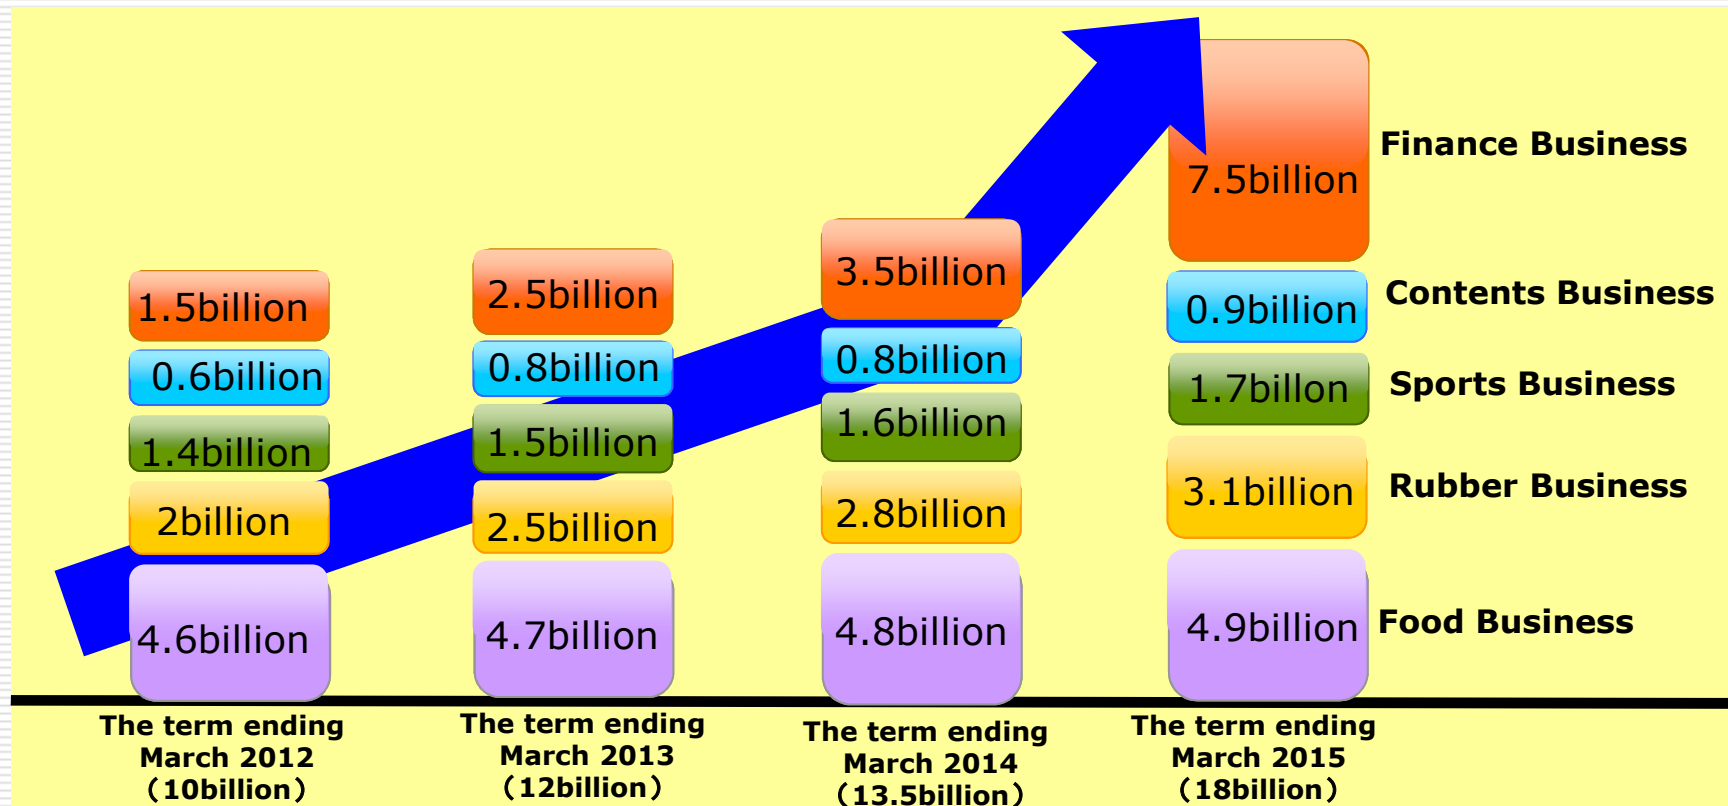 7.5billion
Finance Business
1.5billion
2.5billion
3.5billion
0.6billion
0.8billion
0.8billion
0.9billion
Contents Business
1.4billion
1.5billion
1.6billion
1.7billon
Sports Business
2billion
2.5billion
2.8billion
3.1billion
Rubber Business
4.6billion
4.7billion
4.8billion
4.9billion
Food Business
The term ending
March 2012
（10billion）
The term ending
March 2013
（12billion）
The term ending
March 2014
（13.5billion）
The term ending
March 2015
（18billion）